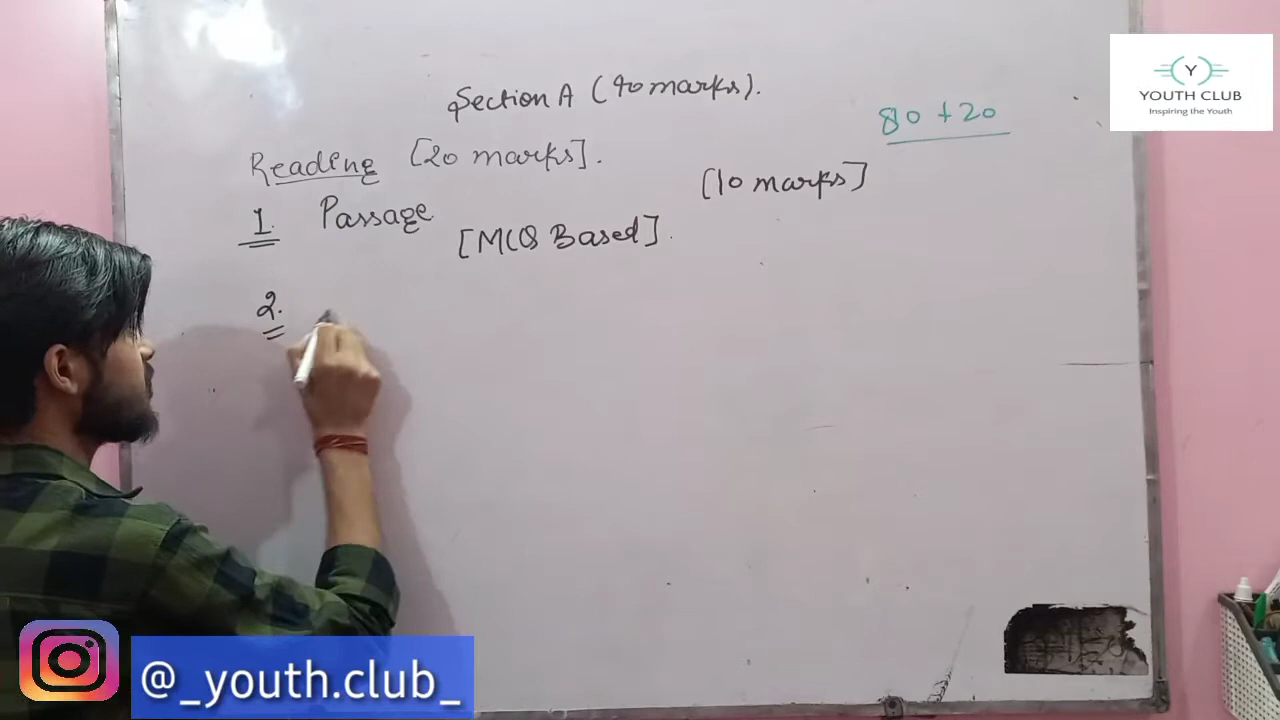 Section A (40 marks).
80 + 20
Reading [20 marks].
[10 marks]
1. Passage
[MCQ Based].
2.
Y
YOUTH CLUB
Inspiring the Youth
@_youth.club_